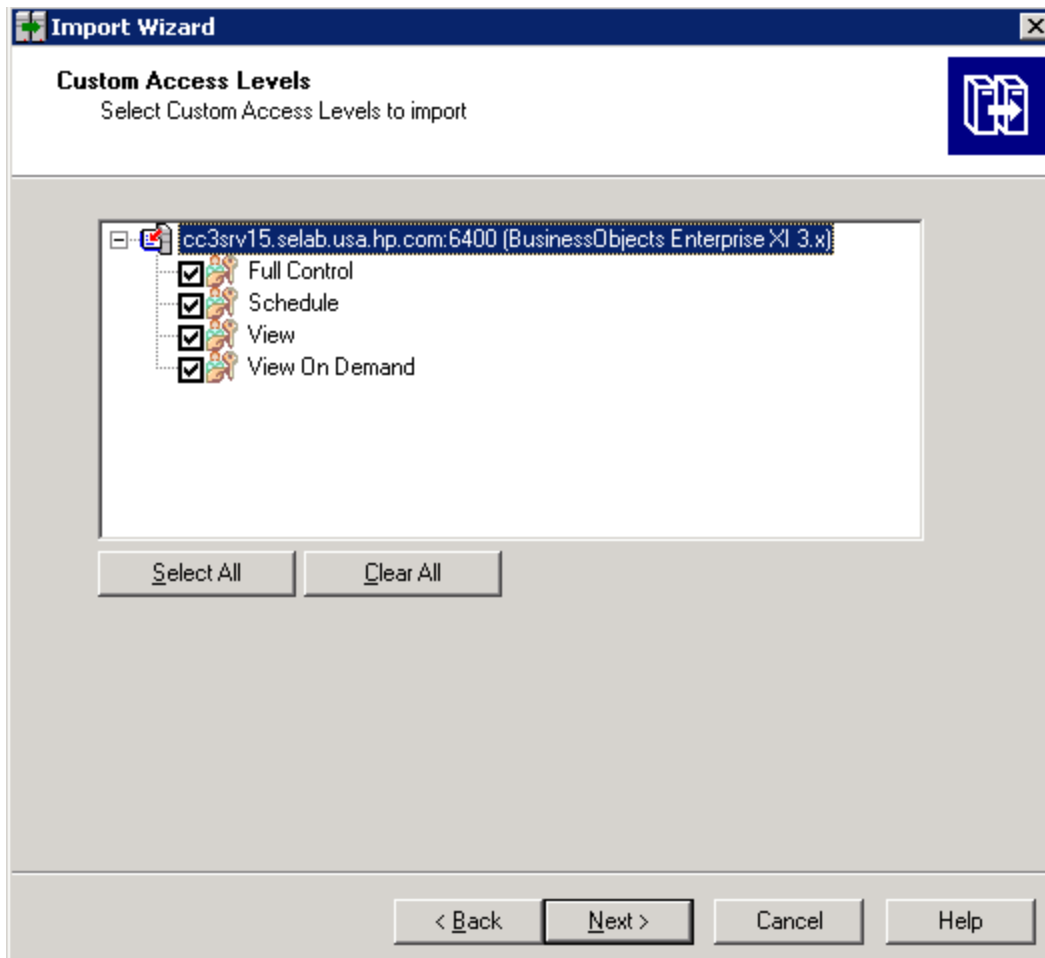 Import Wizard
Custom Access Levels
Select Custom Access Levels to import
cc3srv15.selab.usa.hp.com:6400 (BusinessObjects Enterprise XI 3.x)
Full Control
Schedule
View
View On Demand
Select All Clear All
< Back Next > Cancel Help